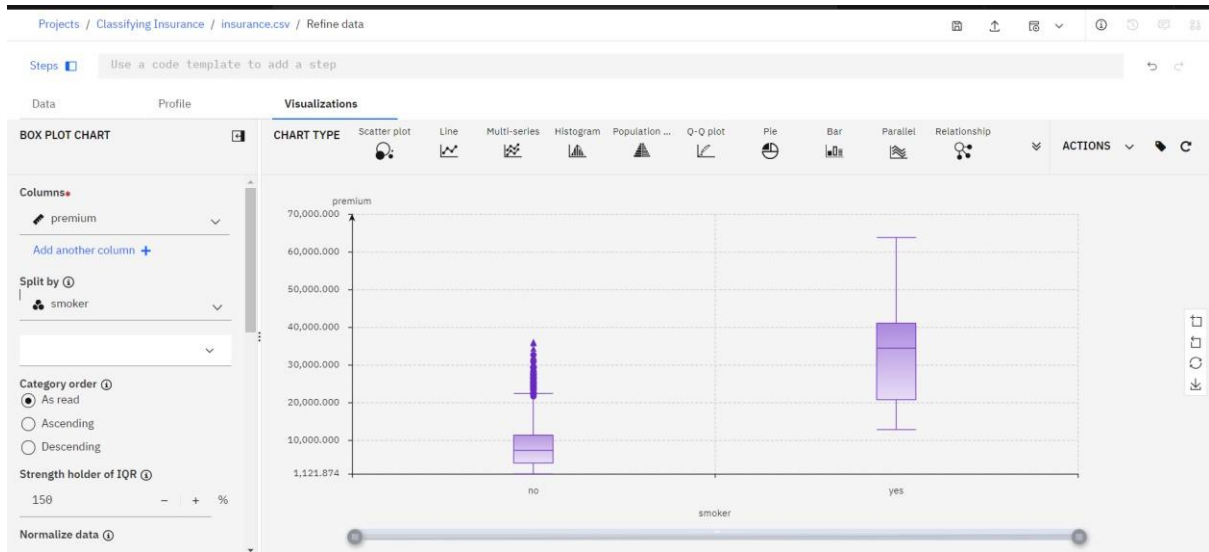 Projects / Classifying Insurance / insurance.csv / Refine data
Steps Use a code template to add a step
Data Profile Visualizations
BOX PLOT CHART
CHART TYPE Scatter plot Line Multi-series Histogram Population ... Q-Q plot Pie Bar Parallel Relationship ACTIONS
Columns
premium
Add another column +
Split by
smoker
Category order
As read
Ascending
Descending
Strength holder of IQR
150 - + %
Normalize data
premium
70,000.000
60,000.000
50,000.000
40,000.000
30,000.000
20,000.000
10,000.000
1,121.874
no yes
smoker